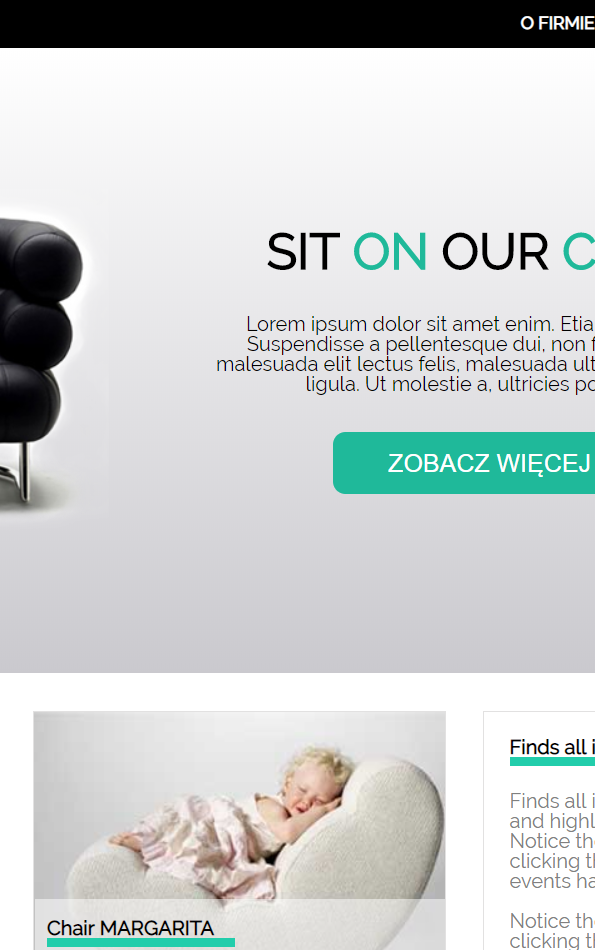 O FIRMIE
SIT ON OUR C
Lorem ipsum dolor sit amet enim. Etia
Suspendisse a pellentesque dui, non f
malesuada elit lectus felis, malesuada ult
ligula. Ut molestie a, ultricies po
ZOBACZ WIĘCEJ
Chair MARGARITA
Finds all i
Finds all i
and highl
Notice th
clicking th
events ha
Notice th
clicking th